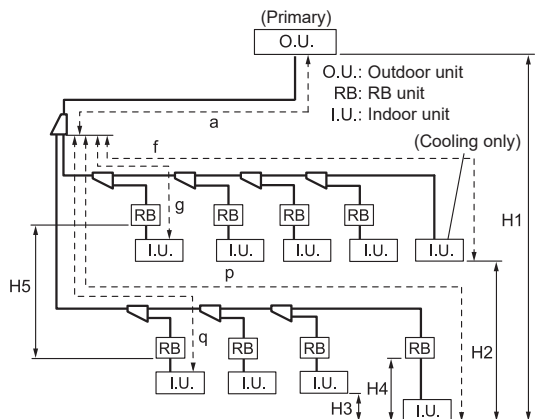 (Primary)
O.U.
O.U.: Outdoor unit
RB: RB unit
I.U.: Indoor unit
a
(Cooling only)
f
H1
g
RB RB RB RB
I.U. I.U. I.U. I.U. I.U.
p
H5
H2
q
RB RB RB RB
H4
I.U. I.U. I.U.
H3
I.U.